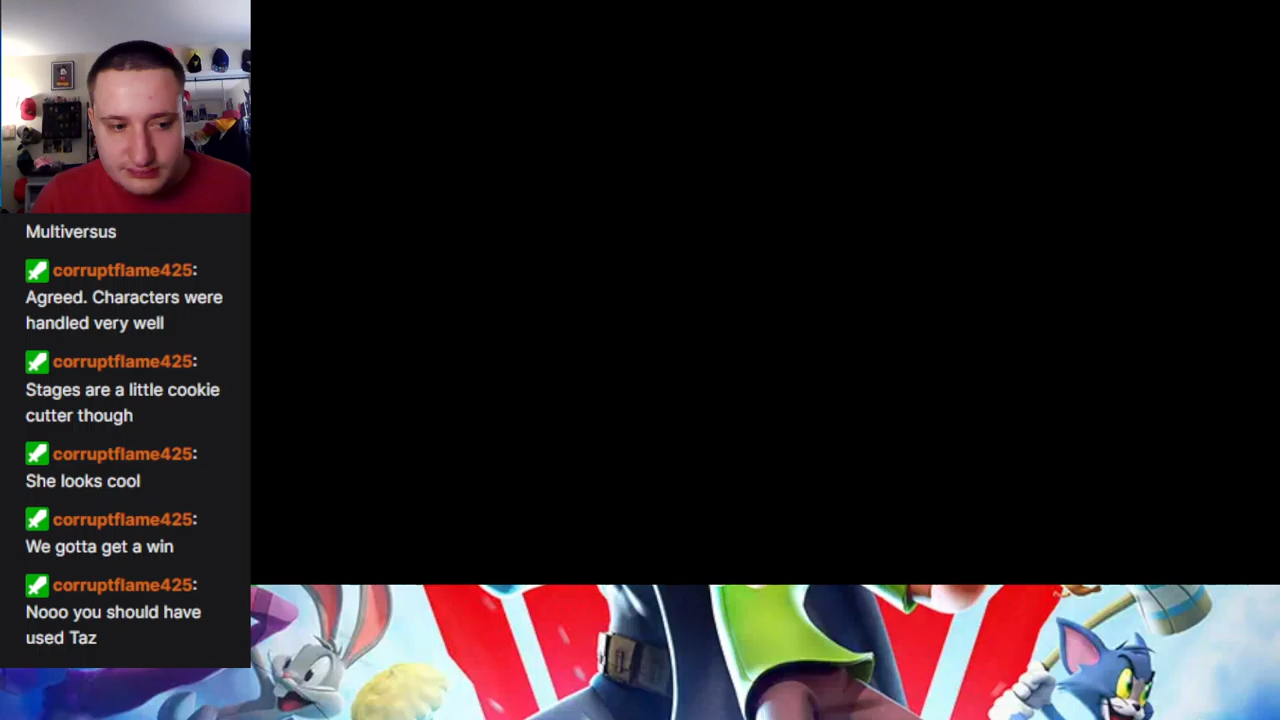 Multiversus
corruptflame425:
Agreed. Characters were
handled very well
corruptflame425:
Stages are a little cookie
cutter though
corruptflame425:
She looks cool
corruptflame425:
We gotta get a win
corruptflame425:
Nooo you should have
used Taz